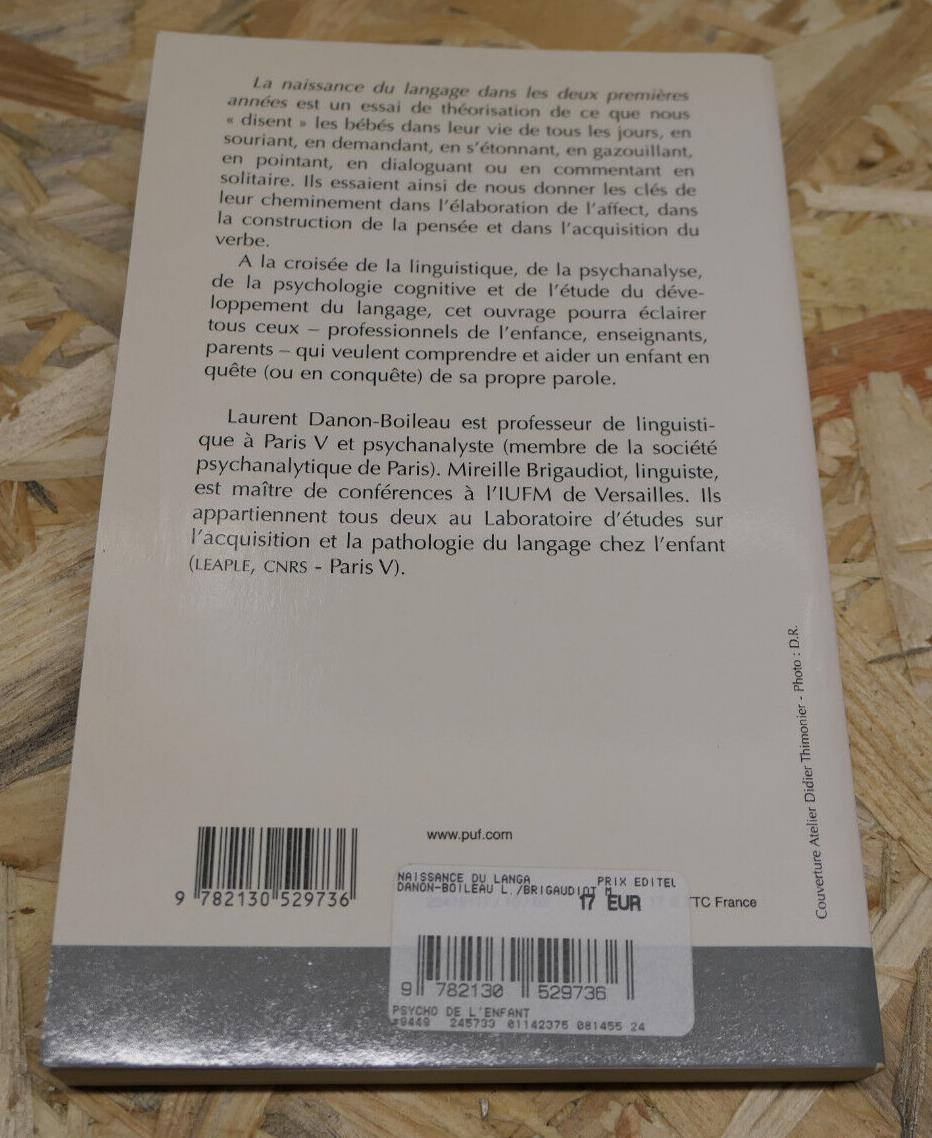 La naissance du langage dans les deux premières
années est un essai de théorisation de ce que nous
« disent » les bébés dans leur vie de tous les jours, en
souriant, en demandant, en s'étonnant, en gazouillant,
en pointant, en dialoguant ou en commentant en
solitaire. Ils essaient ainsi de nous donner les clés de
leur cheminement dans l'élaboration de l'affect, dans
la construction de la pensée et dans l'acquisition du
verbe.
A la croisée de la linguistique, de la psychanalyse,
de la psychologie cognitive et de l'étude du déve-
loppement du langage, cet ouvrage pourra éclairer
tous ceux – professionnels de l'enfance, enseignants,
parents – qui veulent comprendre et aider un enfant en
quête (ou en conquête) de sa propre parole.
Laurent Danon-Boileau est professeur de linguisti-
que à Paris V et psychanalyste (membre de la société
psychanalytique de Paris). Mireille Brigaudiot, linguiste,
est maître de conférences à l'IUFM de Versailles. Ils
appartiennent tous deux au Laboratoire d'études sur
l'acquisition et la pathologie du langage chez l'enfant
(LEAPLE, CNRS - Paris V).
Couverture Atelier Didier Thimonier - Photo : D.R.
www.puf.com
9 782130 529736
TTC France
NAISSANCE DU LANGA PRIX EDITEU
DANON-BOILEAU L./BRIGAUDIOT M
17 EUR
9 782130 529736
PSYCHO DE L'ENFANT
245733 01142375 081455 24